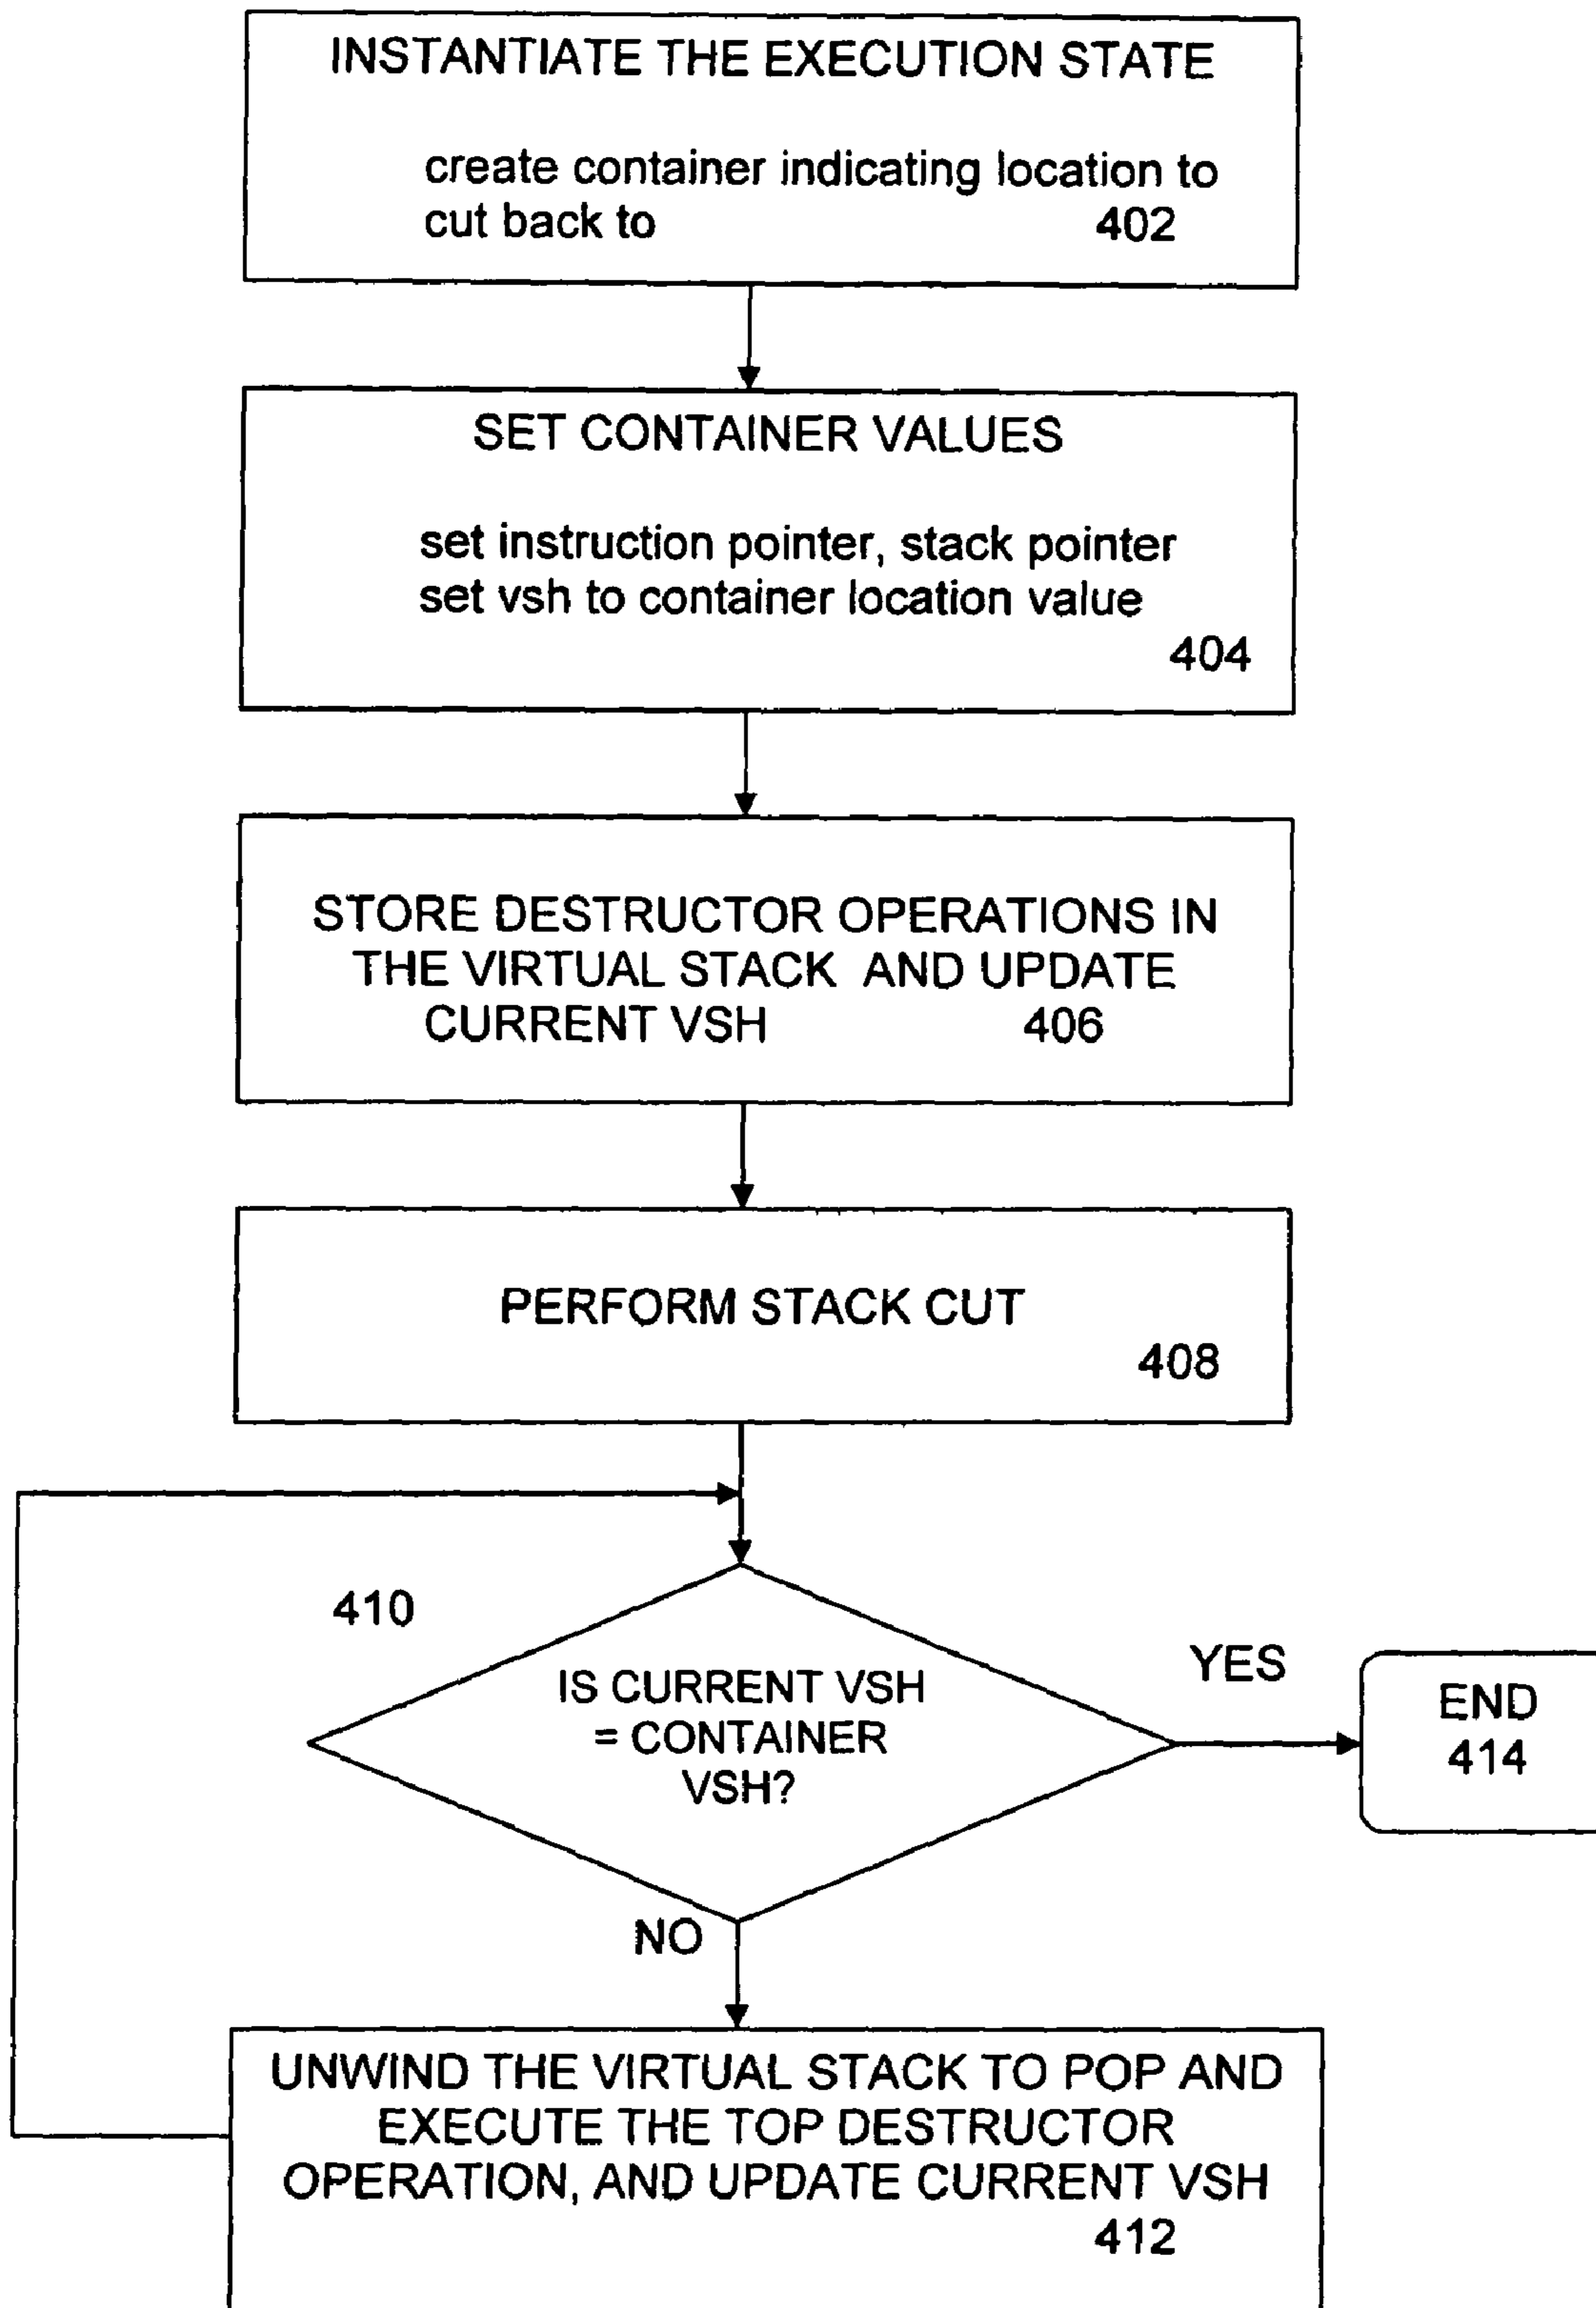 INSTANTIATE THE EXECUTION STATE
create container indicating location to
cut back to 402
SET CONTAINER VALUES
set instruction pointer, stack pointer
set vsh to container location value
404
STORE DESTRUCTOR OPERATIONS IN
THE VIRTUAL STACK AND UPDATE
CURRENT VSH 406
PERFORM STACK CUT
408
410
IS CURRENT VSH
= CONTAINER
VSH?
YES
END
414
NO
UNWIND THE VIRTUAL STACK TO POP AND
EXECUTE THE TOP DESTRUCTOR
OPERATION, AND UPDATE CURRENT VSH
412